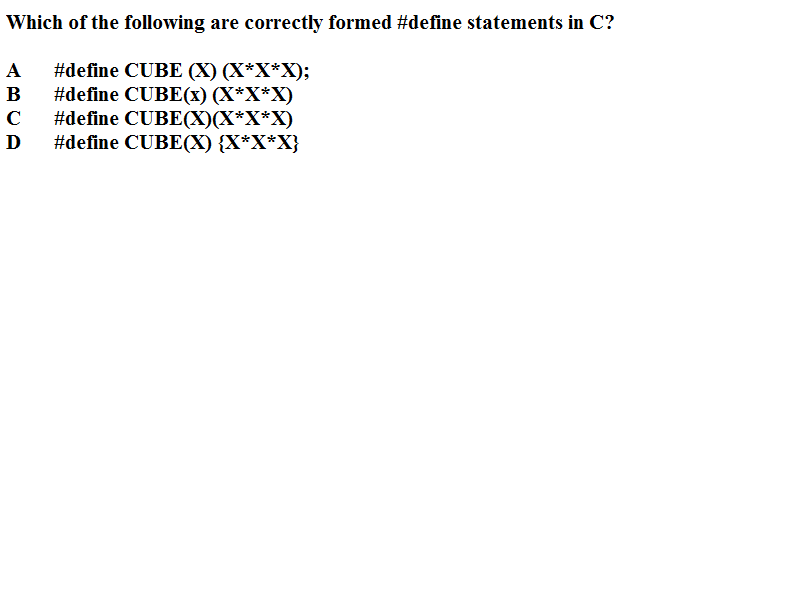 Which of the following are correctly formed #define statements in C?
A #define CUBE (X) (X*X*X);
B #define CUBE(x) (X*X*X)
C #define CUBE(X)(X*X*X)
D #define CUBE(X) {X*X*X}